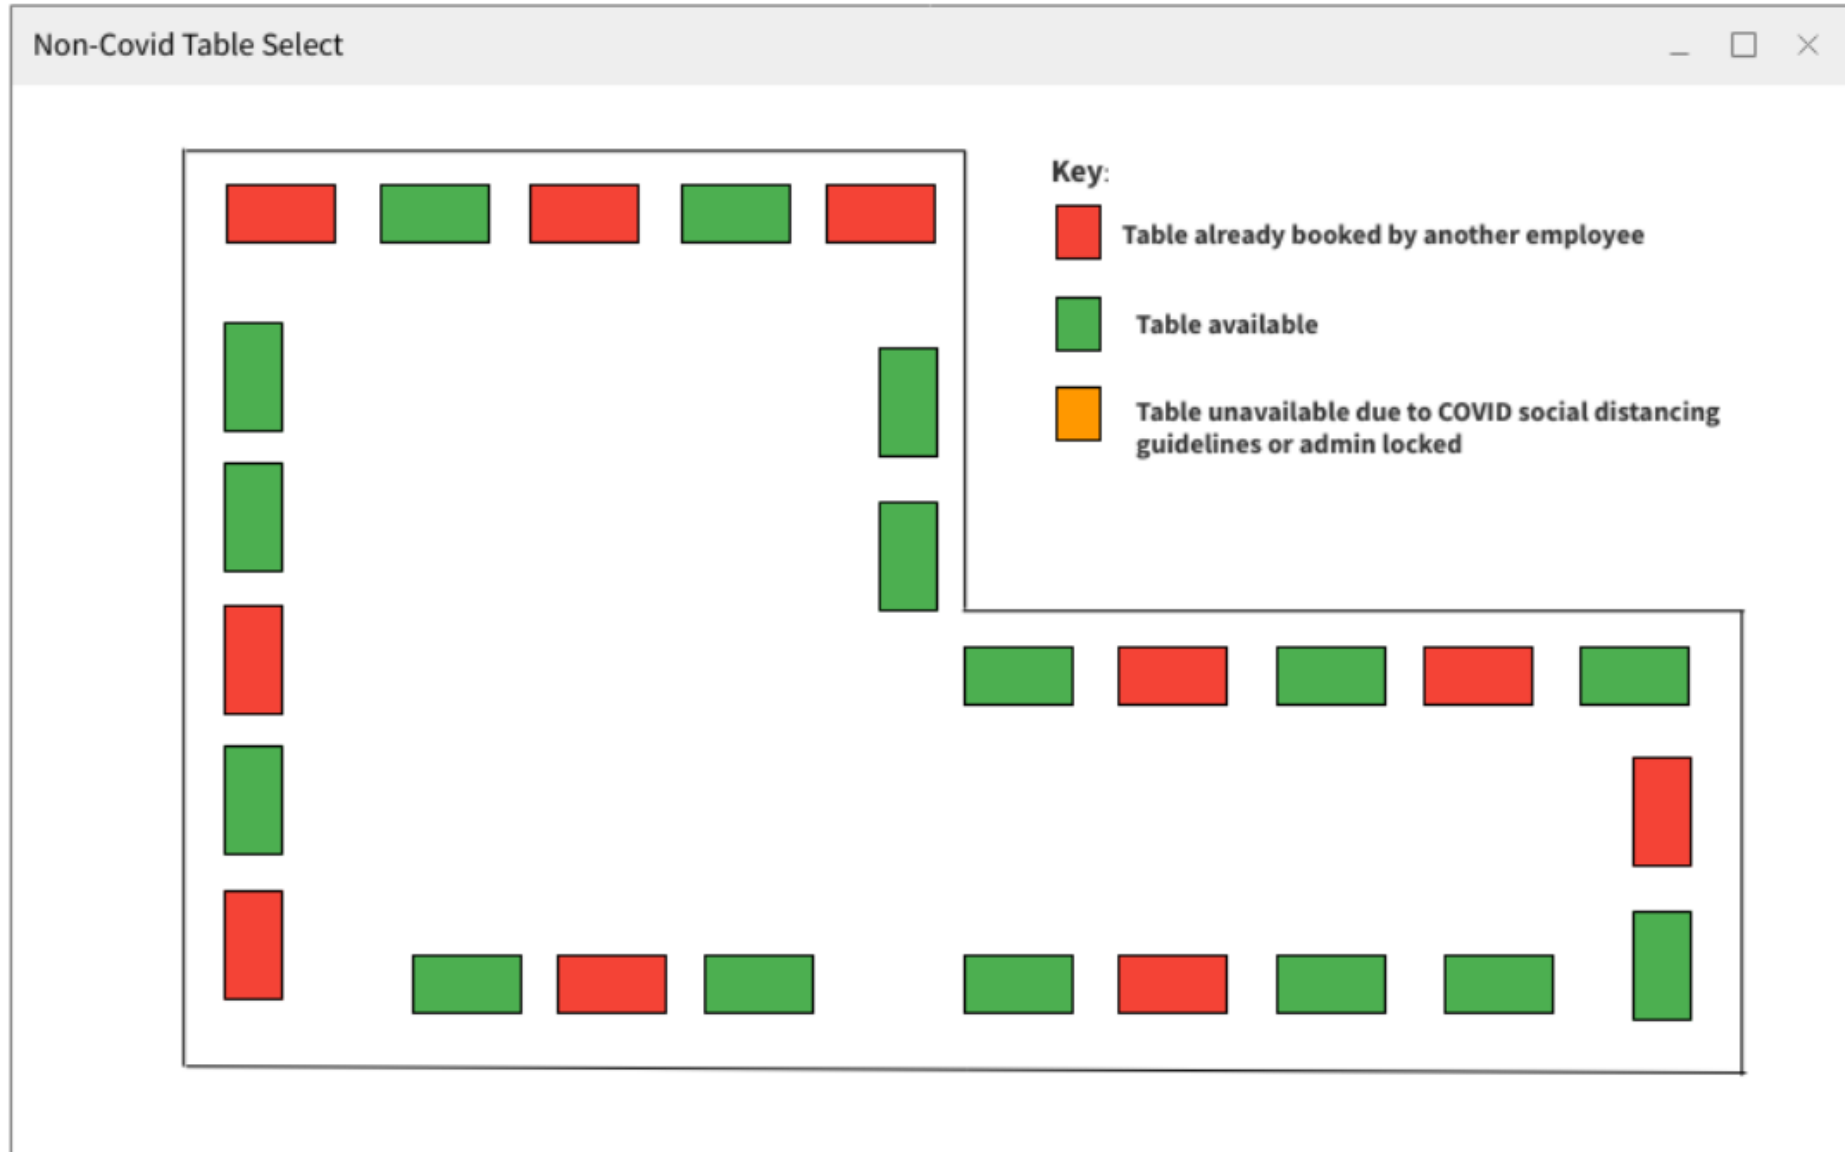 Non-Covid Table Select
Key:
Table already booked by another employee
Table available
Table unavailable due to COVID social distancing
guidelines or admin locked